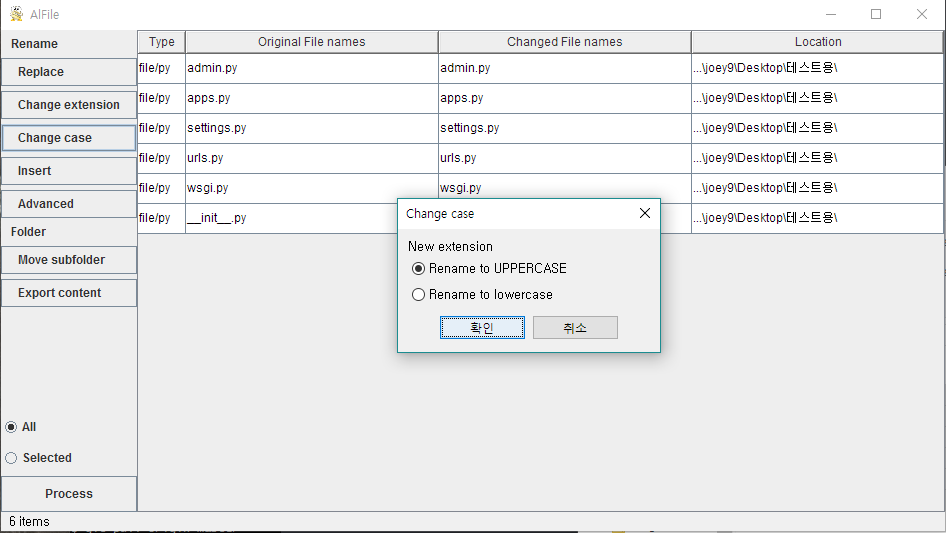 AlFile
Rename
Replace
Change extension
Change case
Insert
Advanced
Folder
Move subfolder
Export content
All
Selected
Process
6 items
Type Original File names Changed File names Location
file/py admin.py admin.py ...\joey9\Desktop\테스트용\
file/py apps.py apps.py ...\joey9\Desktop\테스트용\
file/py settings.py settings.py ...\joey9\Desktop\테스트용\
file/py urls.py urls.py ...\joey9\Desktop\테스트용\
file/py wsgi.py wsgi.py ...\joey9\Desktop\테스트용\
file/py __init__.py ...\joey9\Desktop\테스트용\
Change case
New extension
Rename to UPPERCASE
Rename to lowercase
확인 취소